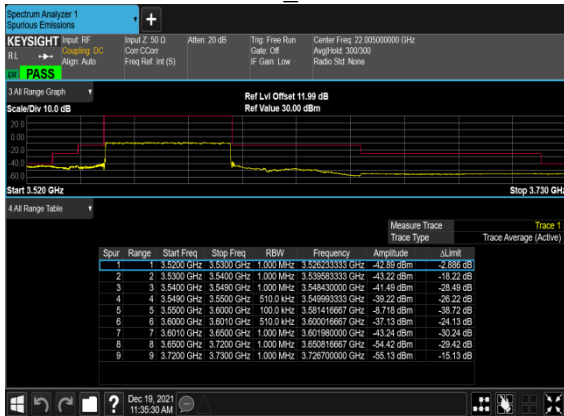 Spectrum Analyzer 1
Spurious Emissions
KEYSIGHT Input: RF Input Z: 50 Ω Atten: 20 dB Trig: Free Run Center Freq: 22.005000000 GHz
RL Coupling: DC Corr CCorr Gate: Off Avg|Hold: 300/300
Align: Auto Freq Ref: Int (S) IF Gain: Low Radio Std: None
PASS
3 All Range Graph
Ref Lvl Offset 11.99 dB
Scale/Div 10.0 dB Ref Value 30.00 dBm
20.0
0.00
-20.0
-40.0
-60.0
Start 3.520 GHz Stop 3.730 GHz
4 All Range Table
Measure Trace Trace 1
Trace Type Trace Average (Active)
Spur Range Start Freq Stop Freq RBW Frequency Amplitude ΔLimit
1 1 3.5200 GHz 3.5300 GHz 1.000 MHz 3.526233333 GHz -42.89 dBm -2.886 dB
2 2 3.5300 GHz 3.5400 GHz 1.000 MHz 3.539583333 GHz -43.22 dBm -18.22 dB
3 3 3.5400 GHz 3.5490 GHz 1.000 MHz 3.548430000 GHz -41.49 dBm -28.49 dB
4 4 3.5490 GHz 3.5500 GHz 510.0 kHz 3.549993333 GHz -39.22 dBm -26.22 dB
5 5 3.5500 GHz 3.6000 GHz 100.0 kHz 3.581416667 GHz -8.718 dBm -38.72 dB
6 6 3.6000 GHz 3.6010 GHz 510.0 kHz 3.600016667 GHz -37.13 dBm -24.13 dB
7 7 3.6010 GHz 3.6500 GHz 1.000 MHz 3.601980000 GHz -43.24 dBm -30.24 dB
8 8 3.6500 GHz 3.7200 GHz 1.000 MHz 3.650816667 GHz -54.42 dBm -29.42 dB
9 9 3.7200 GHz 3.7300 GHz 1.000 MHz 3.726700000 GHz -55.13 dBm -15.13 dB
Dec 19, 2021
11:35:30 AM